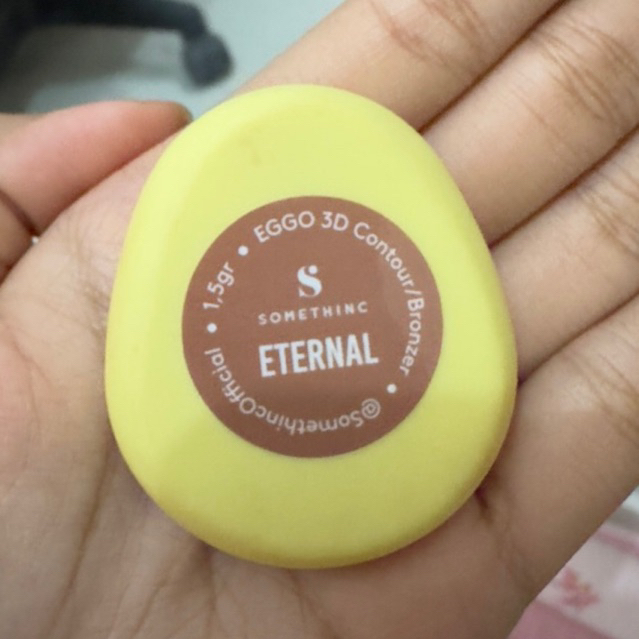 EGGO 3D Contour/Bronzer •
@SomethincOfficial •
1,5gr •
S
SOMETHINC
ETERNAL